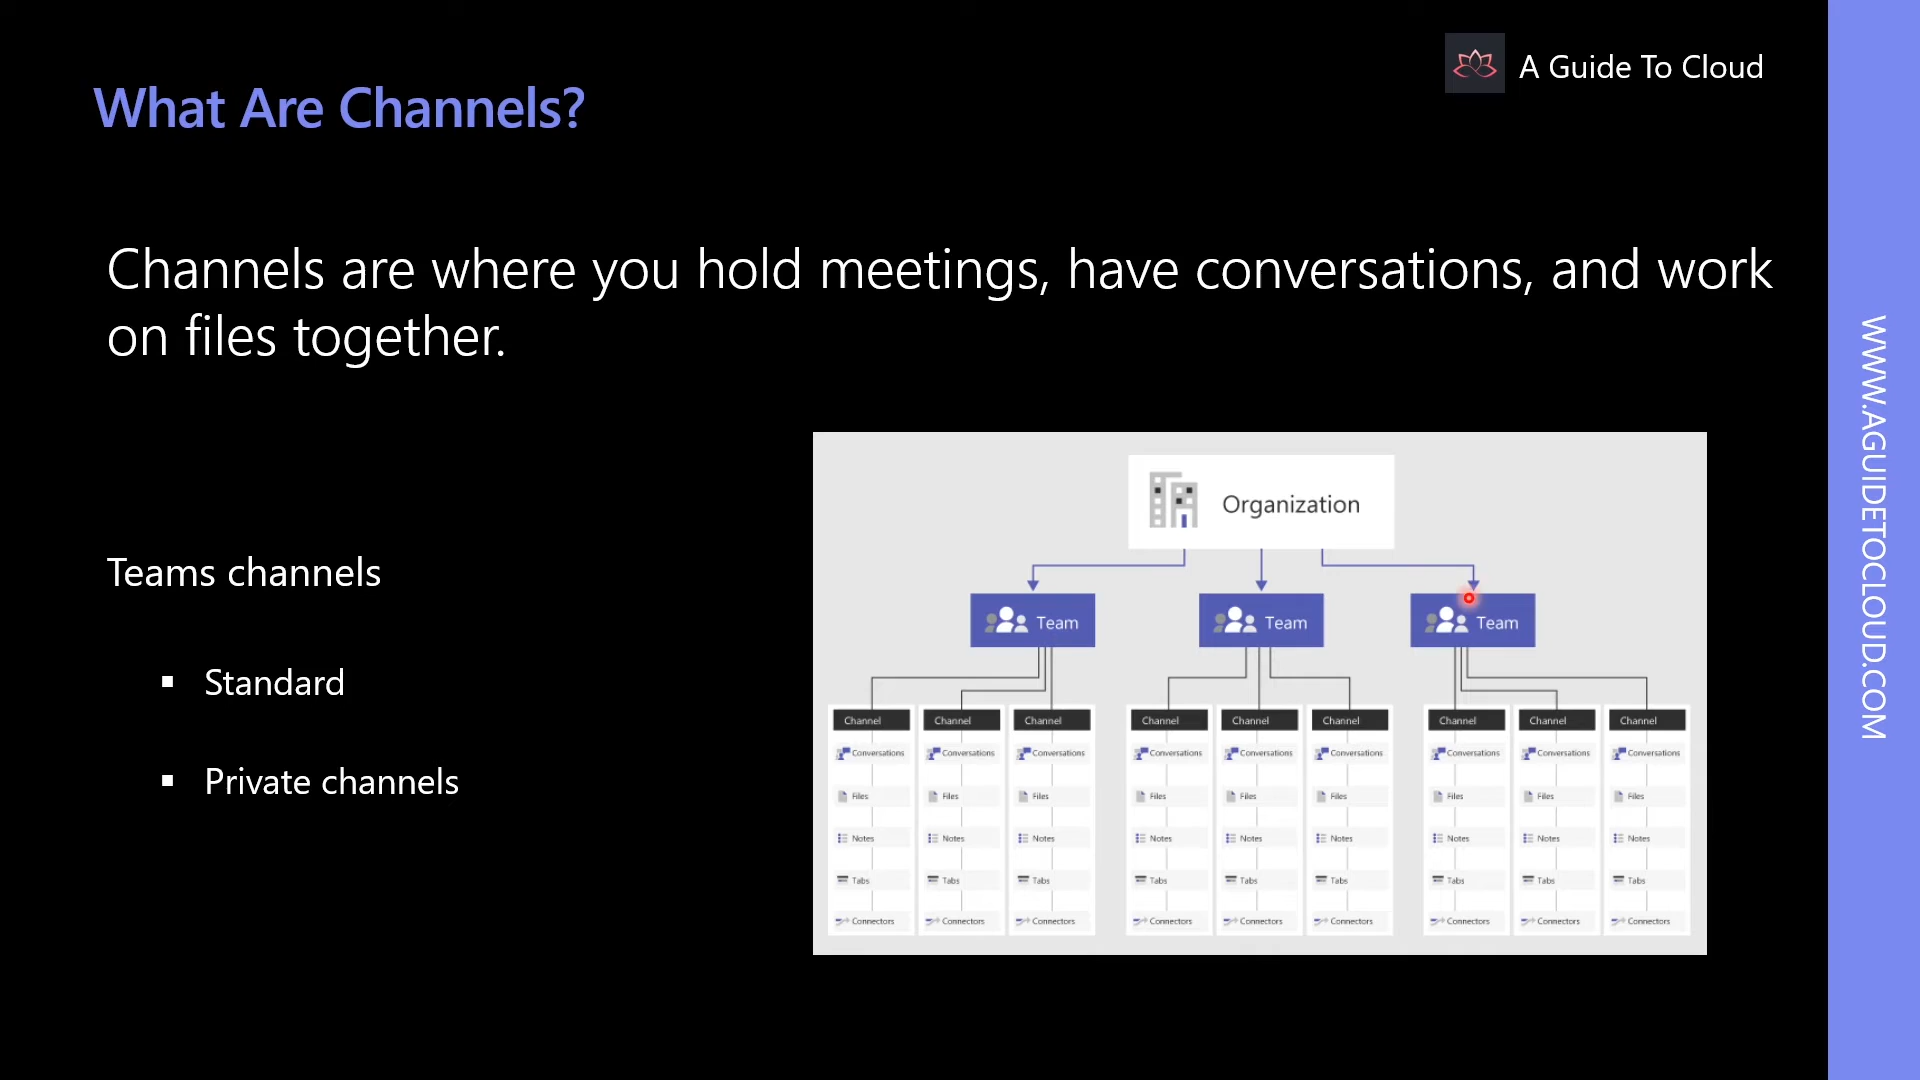 A Guide To Cloud
What Are Channels?
Channels are where you hold meetings, have conversations, and work
on files together.
Teams channels
▪ Standard
▪ Private channels
Organization
Team Team Team
Channel Channel Channel Channel Channel Channel Channel Channel Channel
Conversations Conversations Conversations Conversations Conversations Conversations Conversations Conversations Conversations
Files Files Files Files Files Files Files Files Files
Notes Notes Notes Notes Notes Notes Notes Notes Notes
Tabs Tabs Tabs Tabs Tabs Tabs Tabs Tabs Tabs
Connectors Connectors Connectors Connectors Connectors Connectors Connectors Connectors Connectors
WWW.AGUIDETOCLOUD.COM